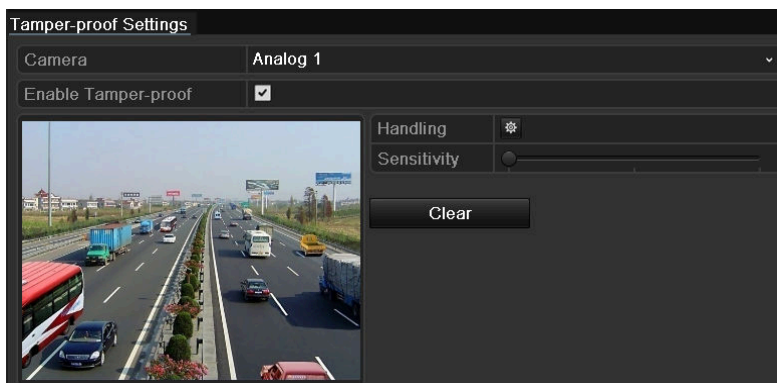 Tamper-proof Settings
Camera
Analog 1
Enable Tamper-proof
Handling
Sensitivity
Clear